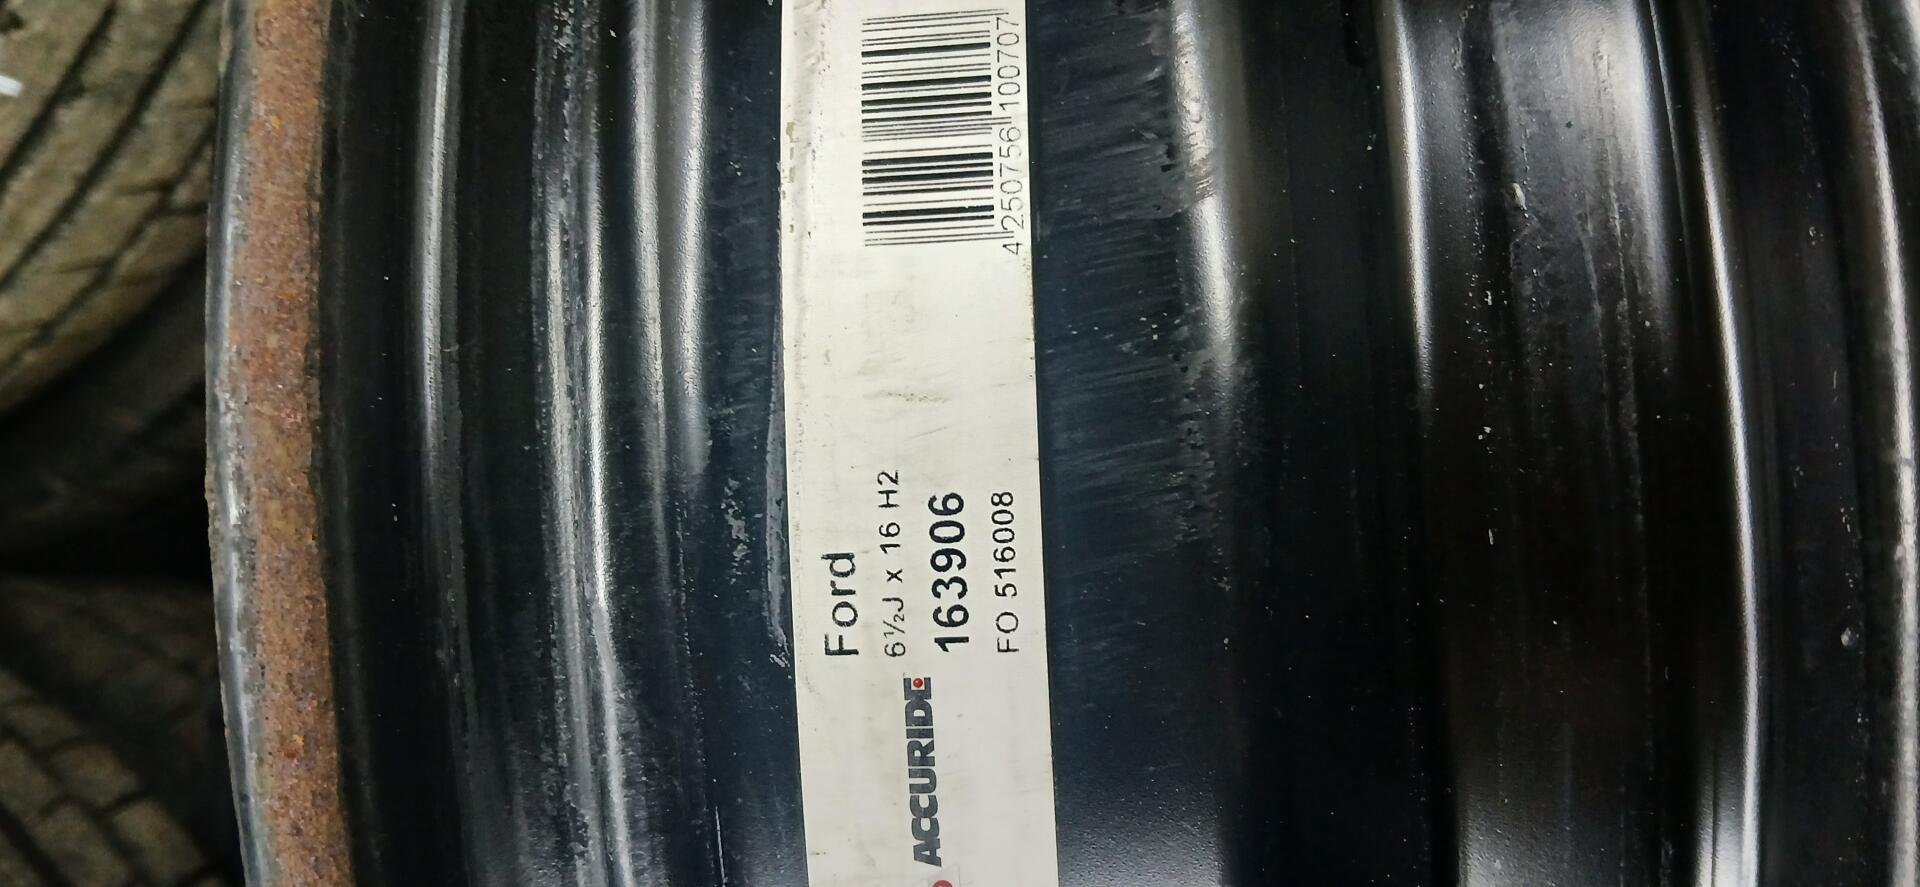 Ford
6½J x 16 H2
163906
FO 516008
ACCURIDE
4 250756 100707